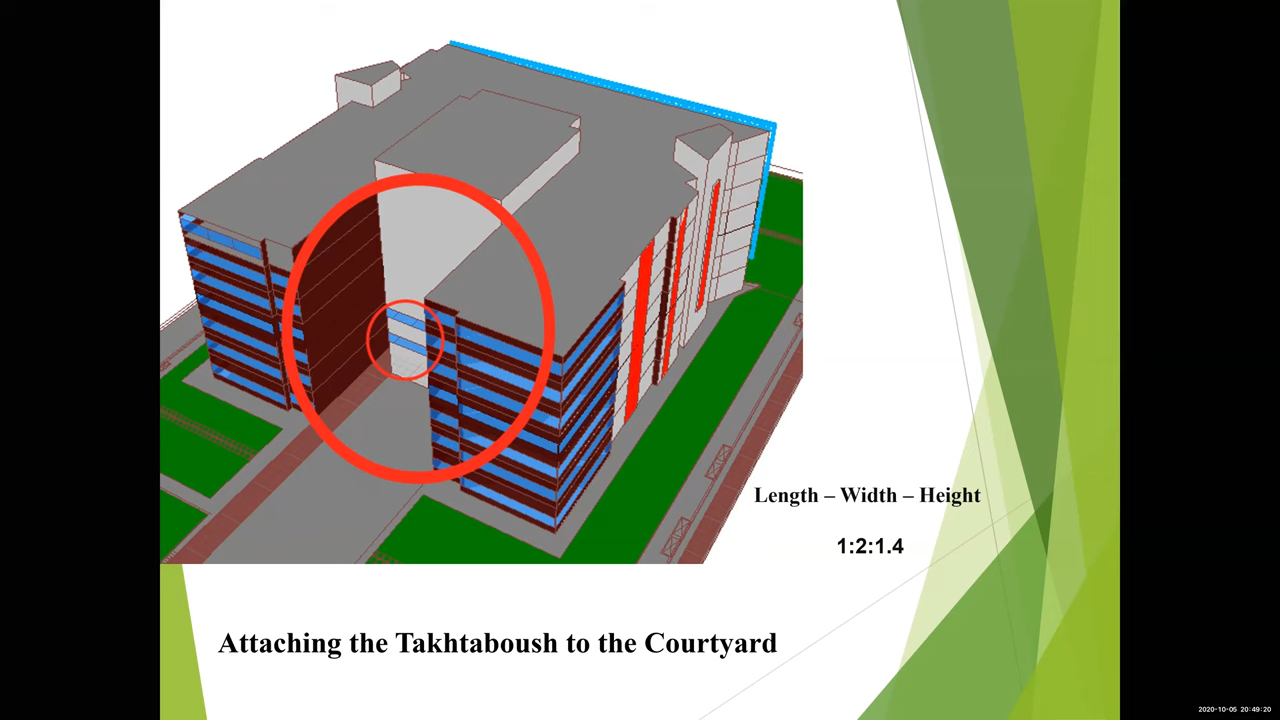 Length – Width – Height
1:2:1.4
Attaching the Takhtaboush to the Courtyard
2020-10-05 20:49:20